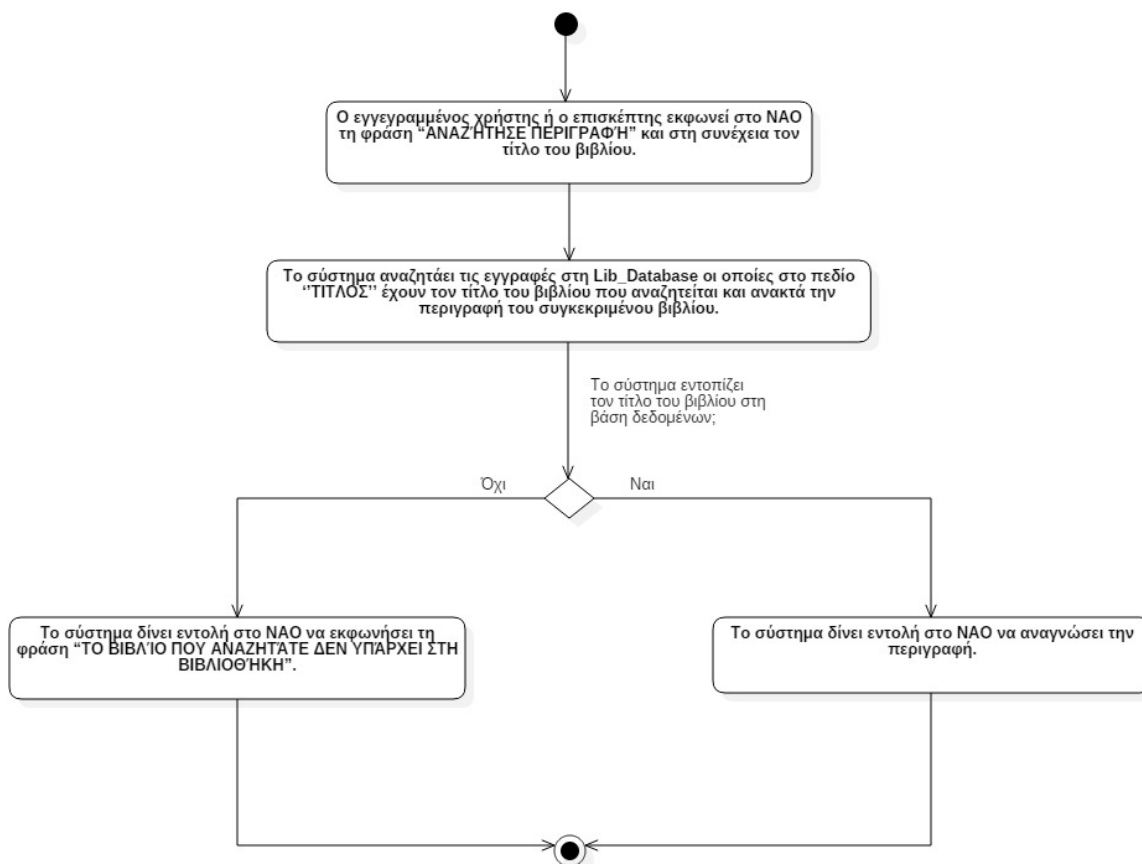 Ο εγγεγραμμένος χρήστης ή ο επισκέπτης εκφωνεί στο ΝΑΟ
τη φράση “ΑΝΑΖΉΤΗΣΕ ΠΕΡΙΓΡΑΦΉ” και στη συνέχεια τον
τίτλο του βιβλίου.
Το σύστημα αναζητάει τις εγγραφές στη Lib_Database οι οποίες στο πεδίο
‘’ΤΙΤΛΟΣ’’ έχουν τον τίτλο του βιβλίου που αναζητείται και ανακτά την
περιγραφή του συγκεκριμένου βιβλίου.
Το σύστημα εντοπίζει
τον τίτλο του βιβλίου στη
βάση δεδομένων;
Όχι
Ναι
Το σύστημα δίνει εντολή στο ΝΑΟ να εκφωνήσει τη
φράση “ΤΟ ΒΙΒΛΊΟ ΠΟΥ ΑΝΑΖΗΤΆΤΕ ΔΕΝ ΥΠΆΡΧΕΙ ΣΤΗ
ΒΙΒΛΙΟΘΉΚΗ”.
Το σύστημα δίνει εντολή στο ΝΑΟ να αναγνώσει την
περιγραφή.